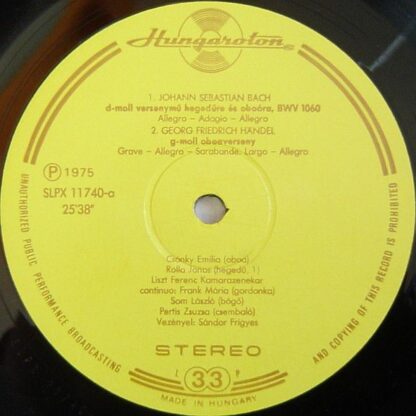 Hungaroton®
1. JOHANN SEBASTIAN BACH
d-moll versenymű hegedűre és oboára, BWV 1060
Allegro – Adagio – Allegro
2. GEORG FRIEDRICH HÄNDEL
g-moll oboaverseny
Grave – Allegro – Sarabande: Largo – Allegro
Ⓟ 1975
SLPX 11740-a
25'38"
Csánky Emília (oboa)
Rolla János (hegedű, 1)
Liszt Ferenc Kamarazenekar
continuo: Frank Mária (gordonka)
Som László (bőgő)
Pertis Zsuzsa (csembaló)
Vezényel: Sándor Frigyes
STEREO
L 33 P
MADE IN HUNGARY
UNAUTHORIZED PUBLIC PERFORMANCE BROADCASTING
AND COPYING OF THIS RECORD IS PROHIBITED